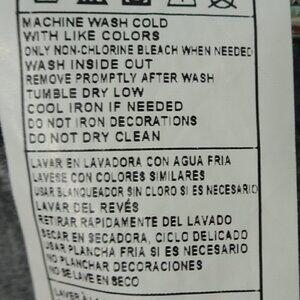 MACHINE WASH COLD
WITH LIKE COLORS
ONLY NON-CHLORINE BLEACH WHEN NEEDED
WASH INSIDE OUT
REMOVE PROMPTLY AFTER WASH
TUMBLE DRY LOW
COOL IRON IF NEEDED
DO NOT IRON DECORATIONS
DO NOT DRY CLEAN
LAVAR EN LAVADORA CON AGUA FRIA
LAVESE CON COLORES SIMILARES
USAR BLANQUEADOR SIN CLORO SI ES NECESARIO
LAVAR DEL REVÉS
RETIRAR RAPIDAMENTE DEL LAVADO
SECAR EN SECADORA, CICLO DELICADO
USAR PLANCHA FRIA SI ES NECESARIO
NO PLANCHAR DECORACIONES
NO SE LAVE EN SECO
LAVER À LA